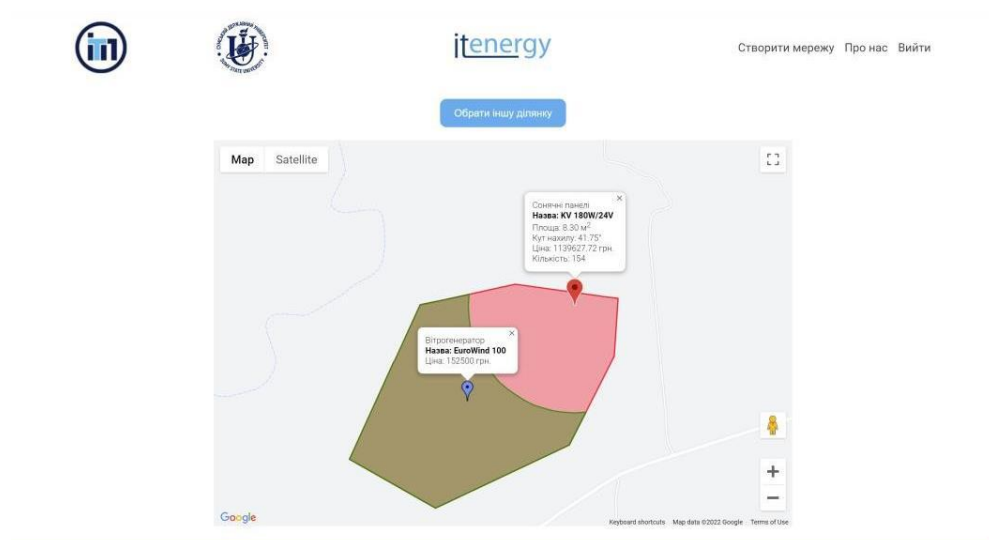 itenergy
Створити мережу Про нас Вийти
Обрати іншу ділянку
Map Satellite
Сонячні панелі
Назва: KV 180W/24V
Площа: 8.30 м²
Кут нахилу: 41.75°
Ціна: 1139627.72 грн.
Кількість: 154
Вітрогенератор
Назва: EuroWind 100
Ціна: 152500 грн.
Google
Keyboard shortcuts Map data ©2022 Google Terms of Use